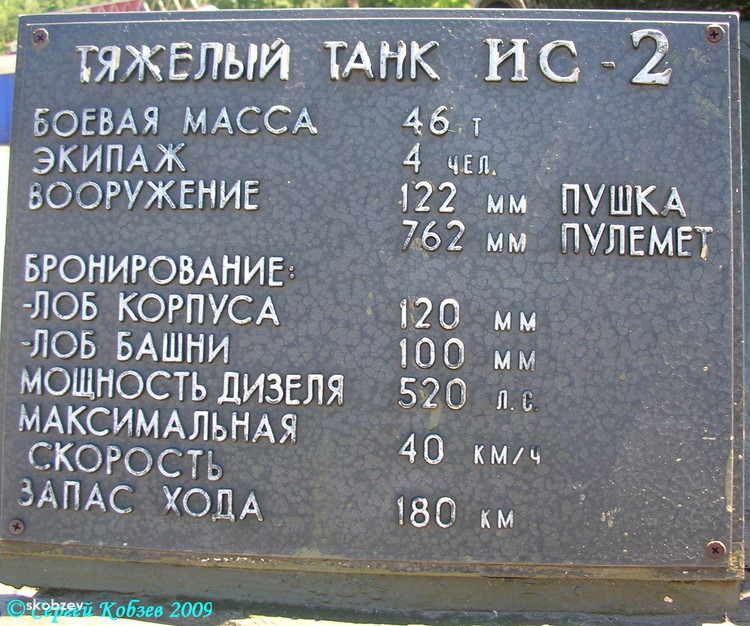 ТЯЖЕЛЫЙ ТАНК ИС-2
БОЕВАЯ МАССА 46 т
ЭКИПАЖ 4 ЧЕЛ.
ВООРУЖЕНИЕ 122 ММ ПУШКА
762 ММ ПУЛЕМЕТ
БРОНИРОВАНИЕ:
-ЛОБ КОРПУСА 120 ММ
-ЛОБ БАШНИ 100 ММ
МОЩНОСТЬ ДИЗЕЛЯ 520 Л.С.
МАКСИМАЛЬНАЯ
СКОРОСТЬ 40 КМ/Ч
ЗАПАС ХОДА 180 КМ
skobzev
© Сергей Кобзев 2009